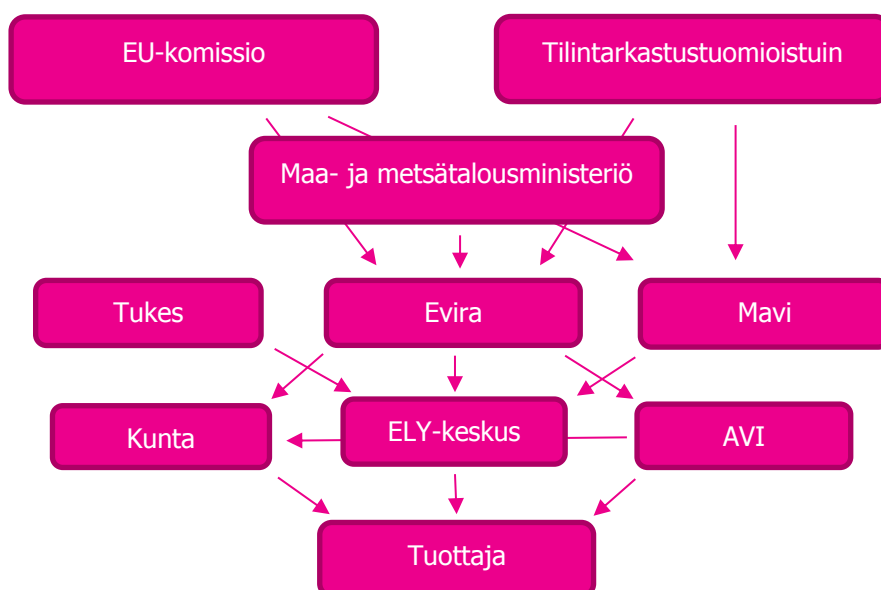 EU-komissio
Tilintarkastustuomioistuin
Maa- ja metsätalousministeriö
Tukes
Evira
Mavi
Kunta
ELY-keskus
AVI
Tuottaja